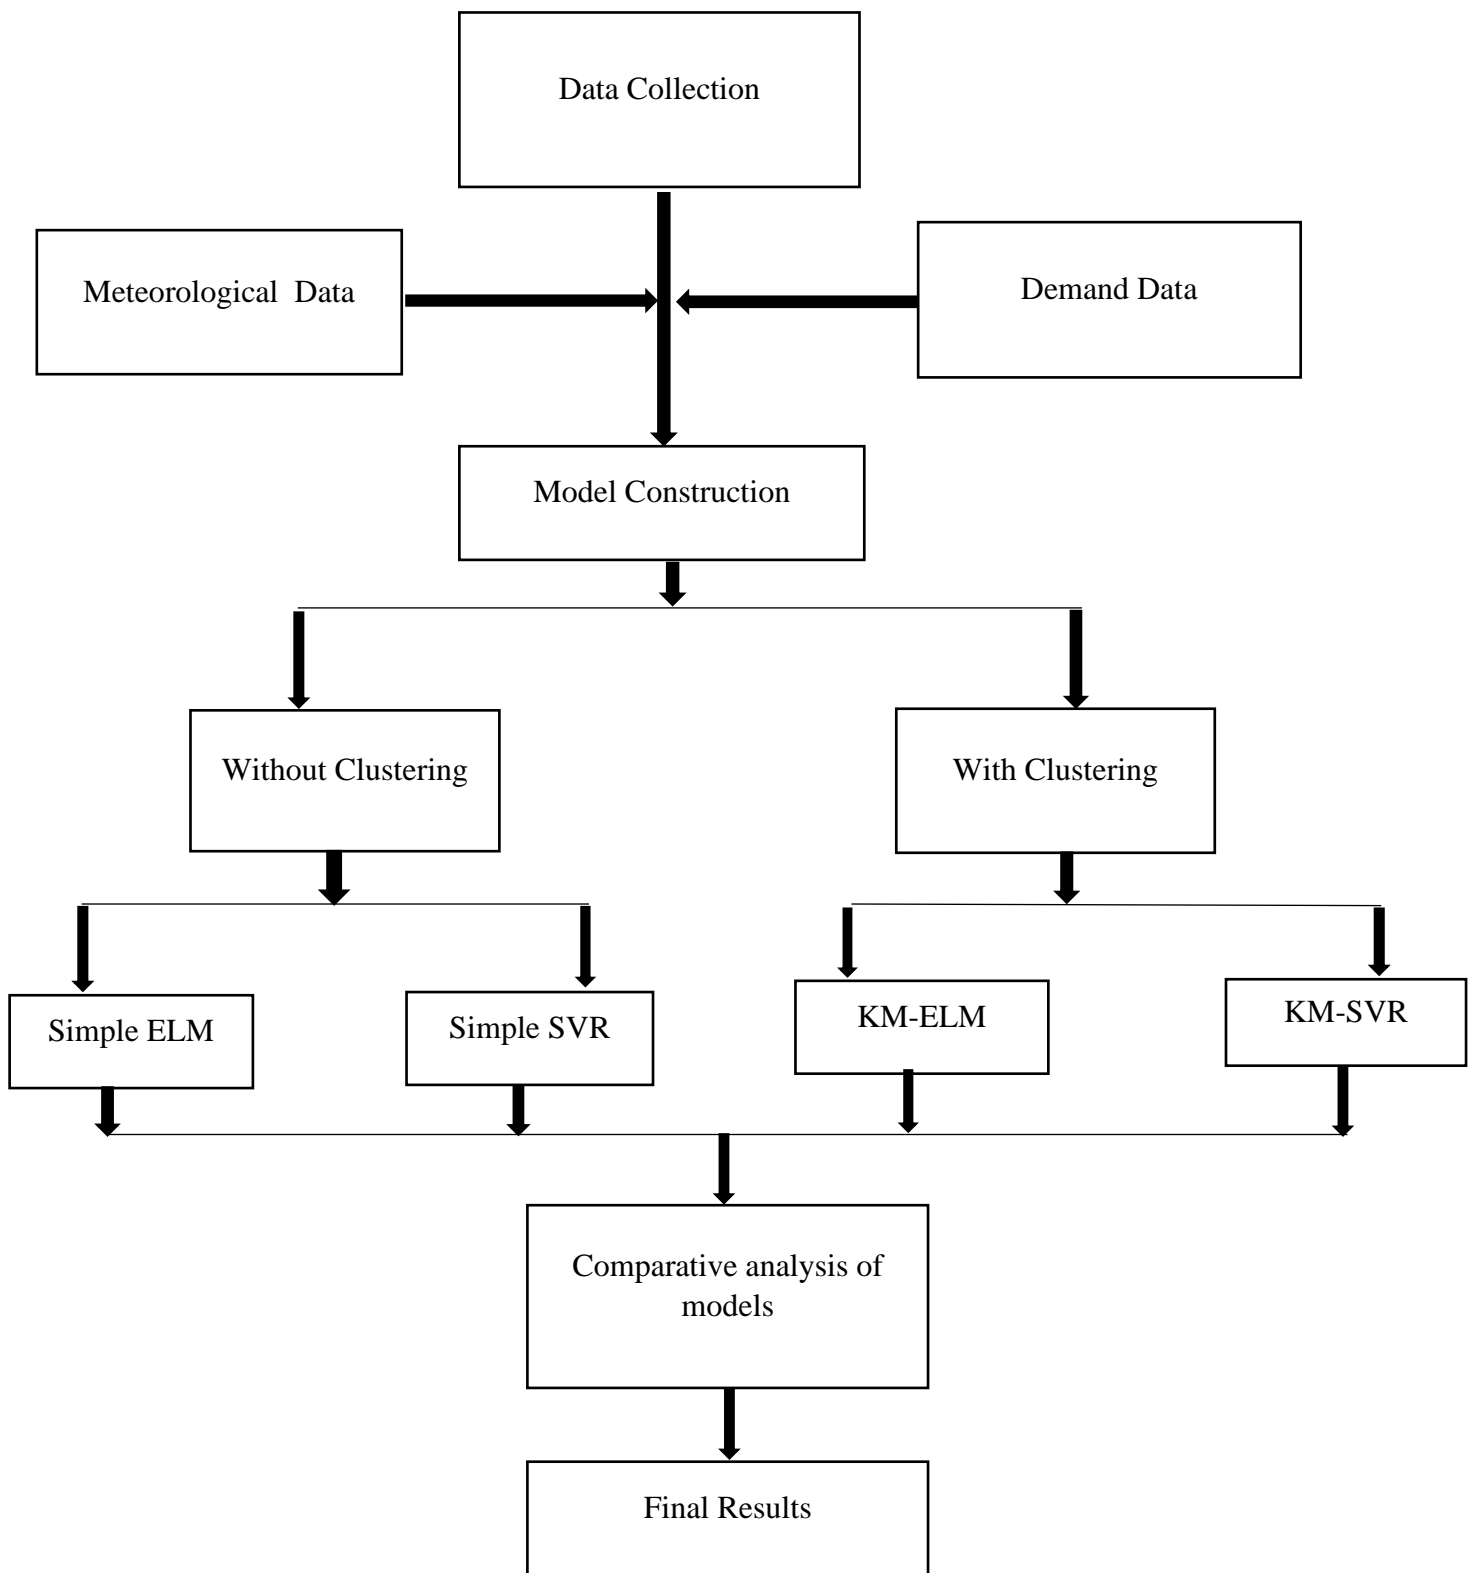 Data Collection
Meteorological  Data
Demand Data
Model Construction
Without Clustering
With Clustering
Simple ELM
Simple SVR
KM-ELM
KM-SVR
Comparative analysis of
models
Final Results